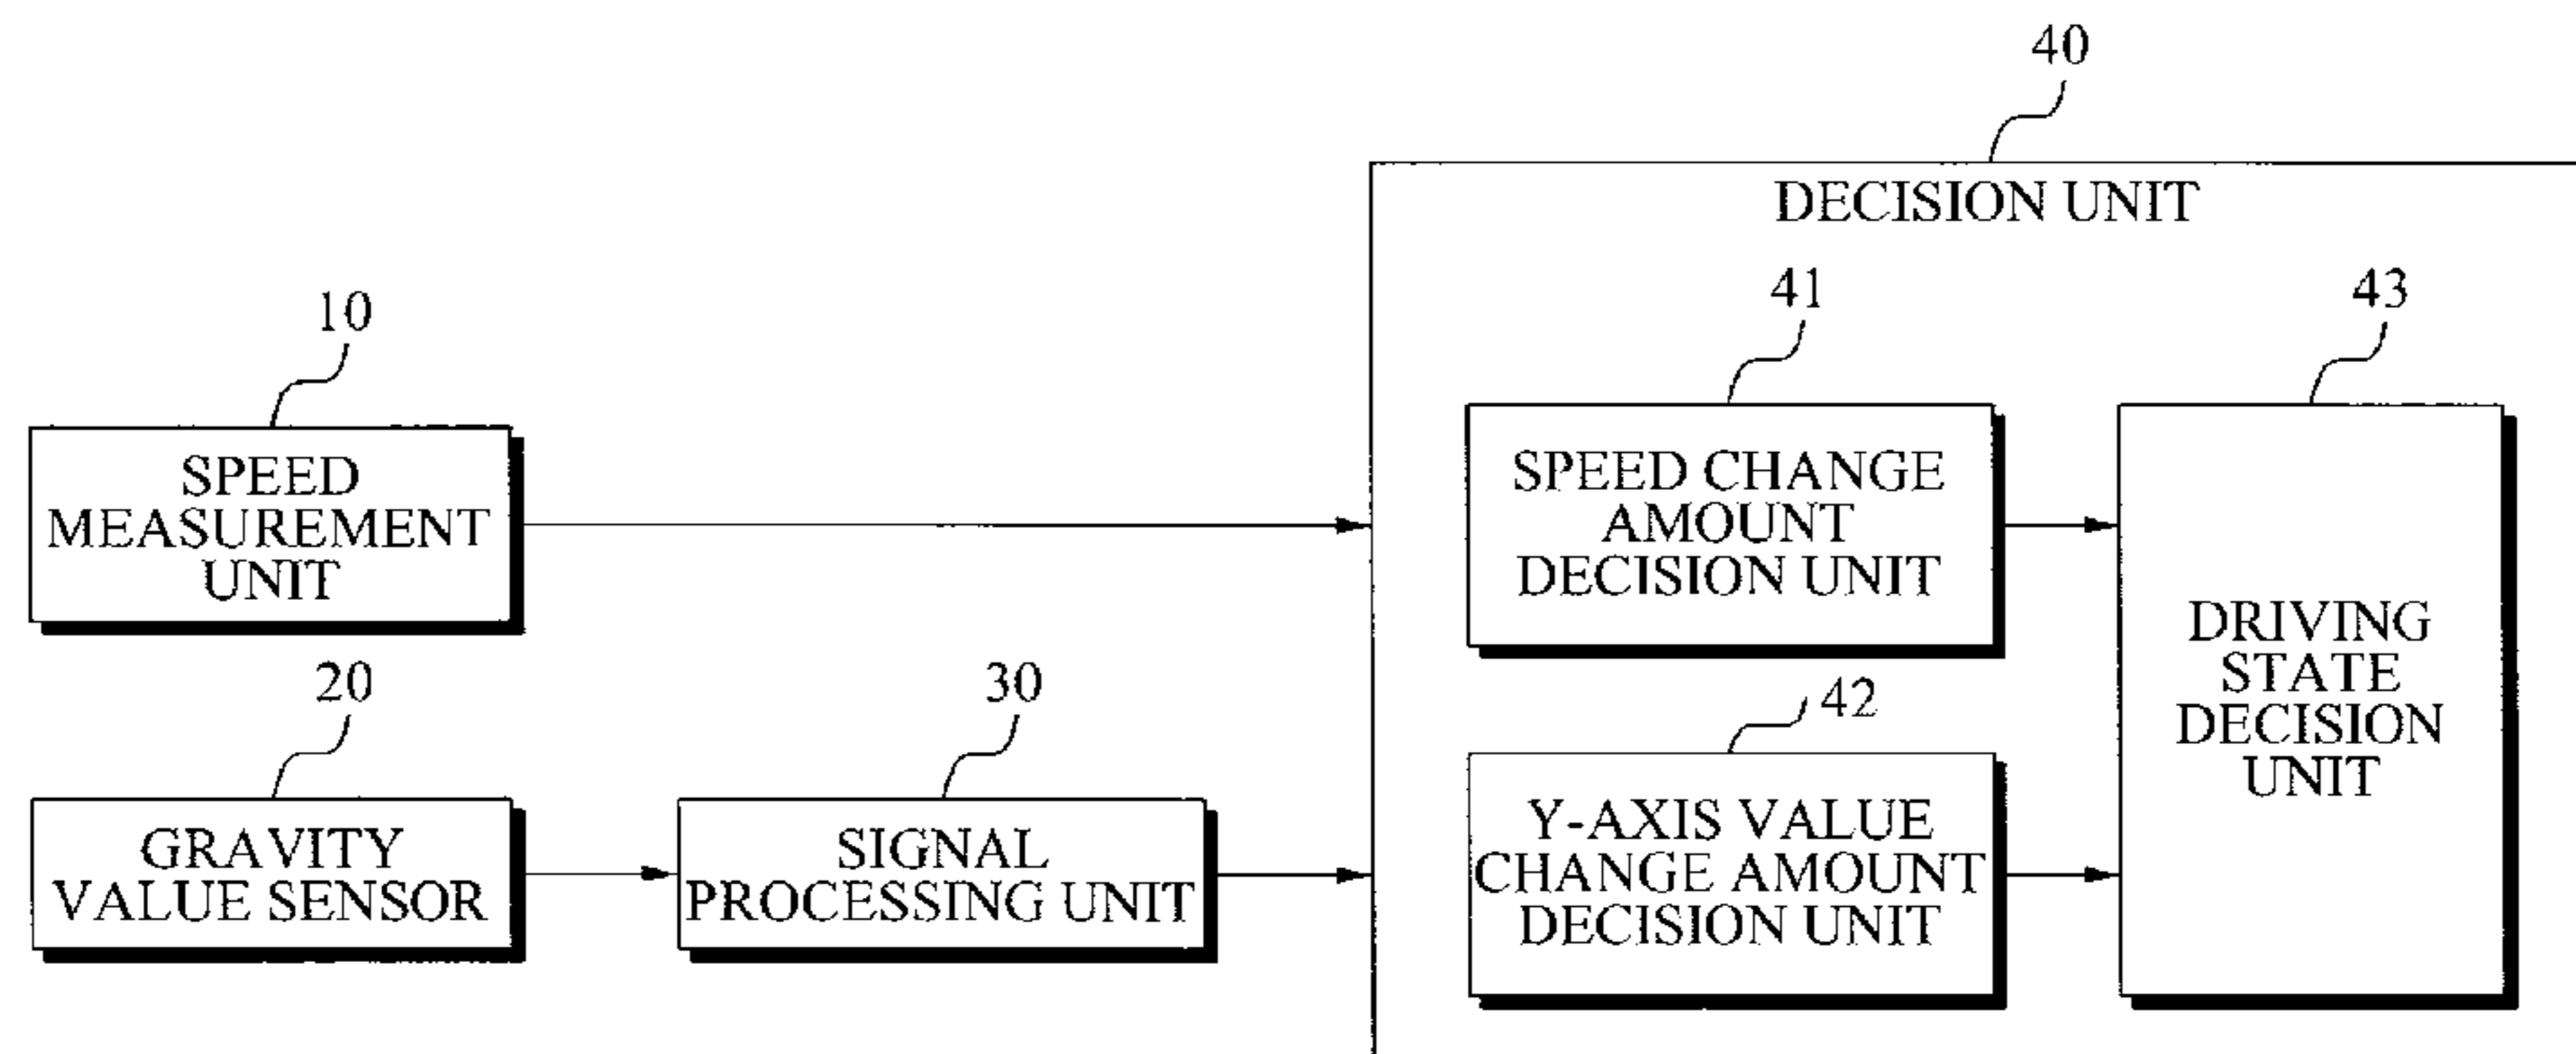 40
DECISION UNIT
10
SPEED
MEASUREMENT
UNIT
41
SPEED CHANGE
AMOUNT
DECISION UNIT
43
DRIVING
STATE
DECISION
UNIT
20
GRAVITY
VALUE SENSOR
30
SIGNAL
PROCESSING UNIT
42
Y-AXIS VALUE
CHANGE AMOUNT
DECISION UNIT